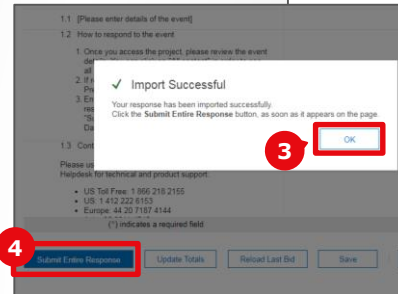 1.1 [Please enter details of the event]
1.2 How to respond to the event
1. Once you access the project, please review the event
all
2. If r
Pr
3. En
rea
"Su
Da
✓ Import Successful
Your response has been imported successfully.
Click the Submit Entire Response button, as soon as it appears on the page.
OK
3
1.3 Cont
Please us
Helpdesk for technical and product support:
• US Toll Free: 1 866 218 2155
• US: 1 412 222 6153
• Europe: 44 20 7187 4144
(*) indicates a required field
4
Submit Entire Response
Update Totals
Reload Last Bid
Save